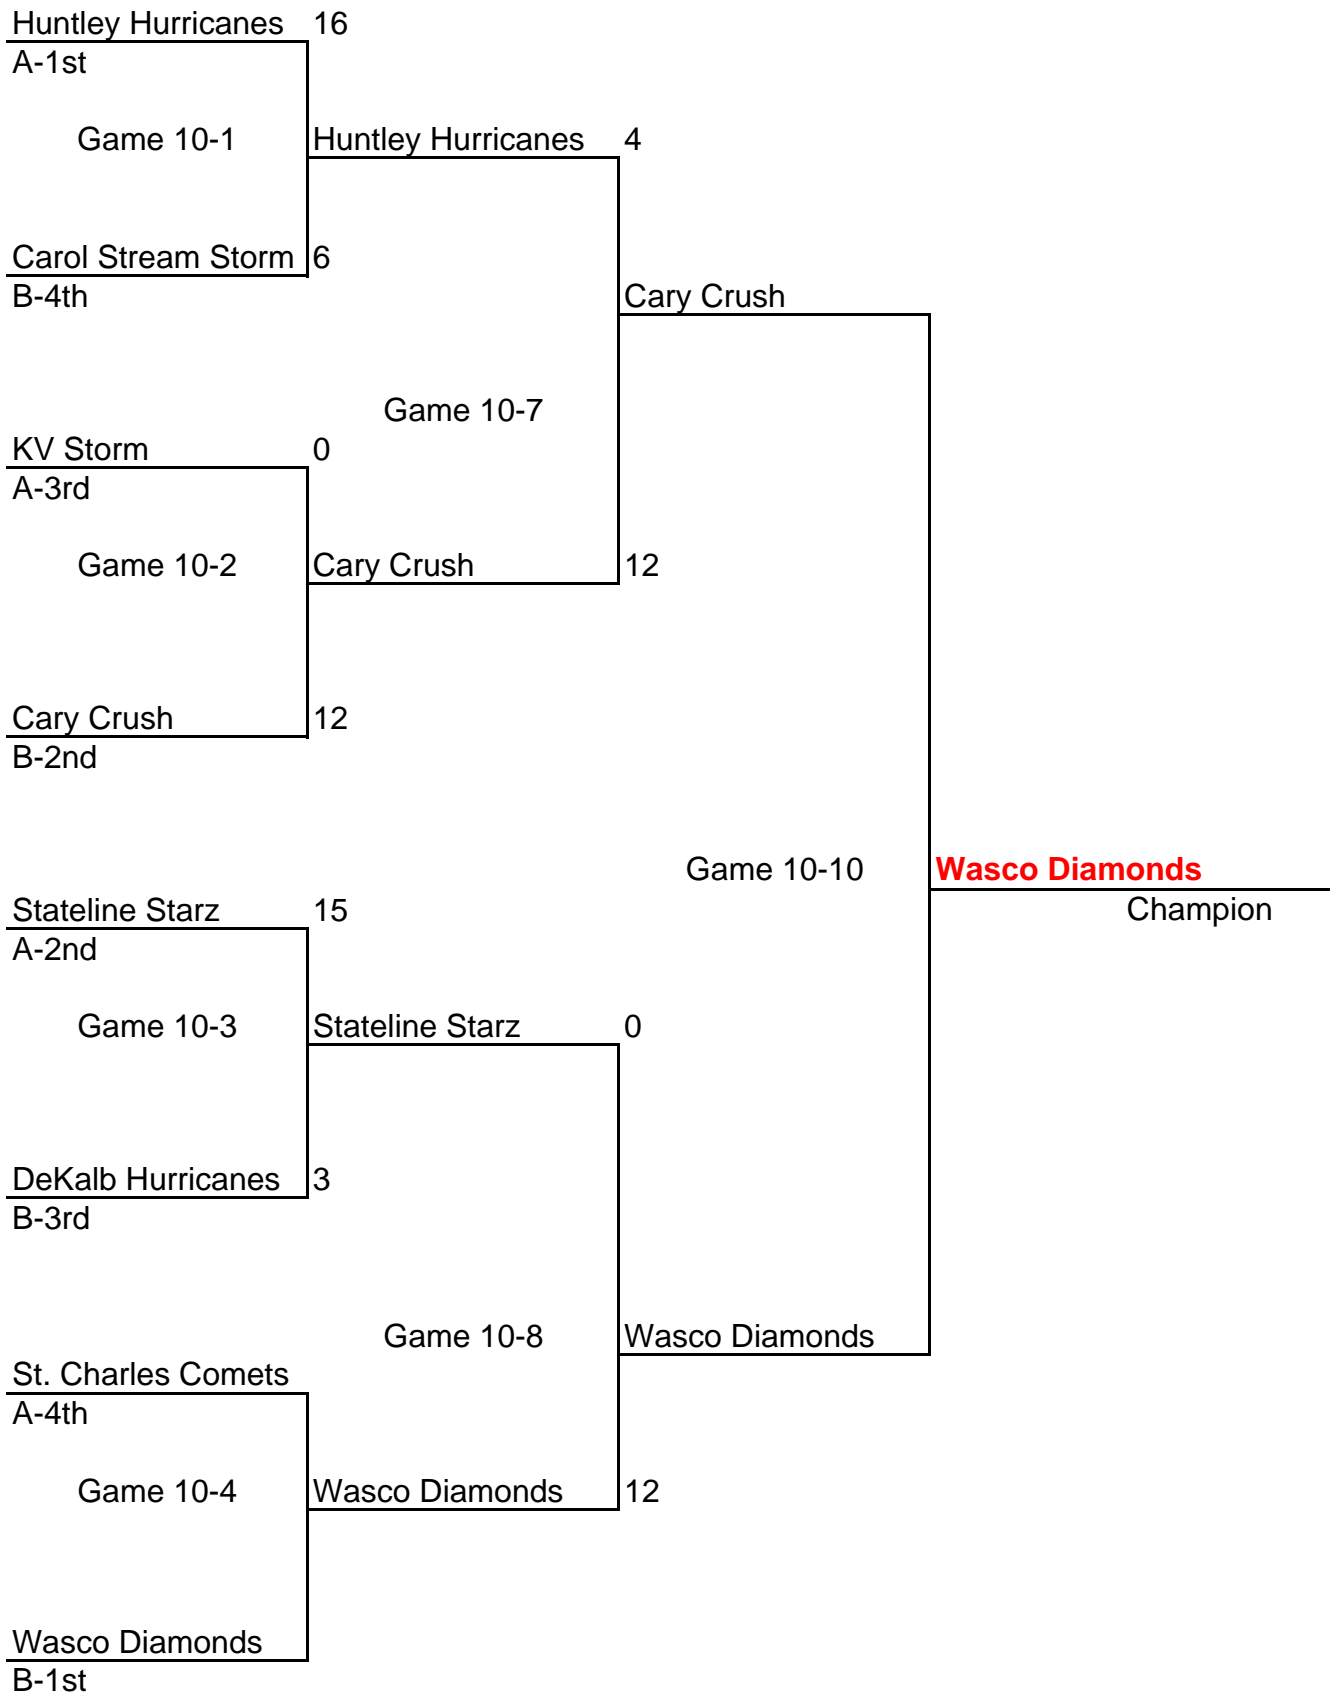 Huntley Hurricanes 16
A-1st
Game 10-1 Huntley Hurricanes 4
Carol Stream Storm 6
B-4th Cary Crush
Game 10-7
KV Storm 0
A-3rd
Game 10-2 Cary Crush 12
Cary Crush 12
B-2nd
Game 10-10 Wasco Diamonds
Stateline Starz 15 Champion
A-2nd
Game 10-3 Stateline Starz 0
DeKalb Hurricanes 3
B-3rd
Game 10-8 Wasco Diamonds
St. Charles Comets
A-4th
Game 10-4 Wasco Diamonds 12
Wasco Diamonds
B-1st